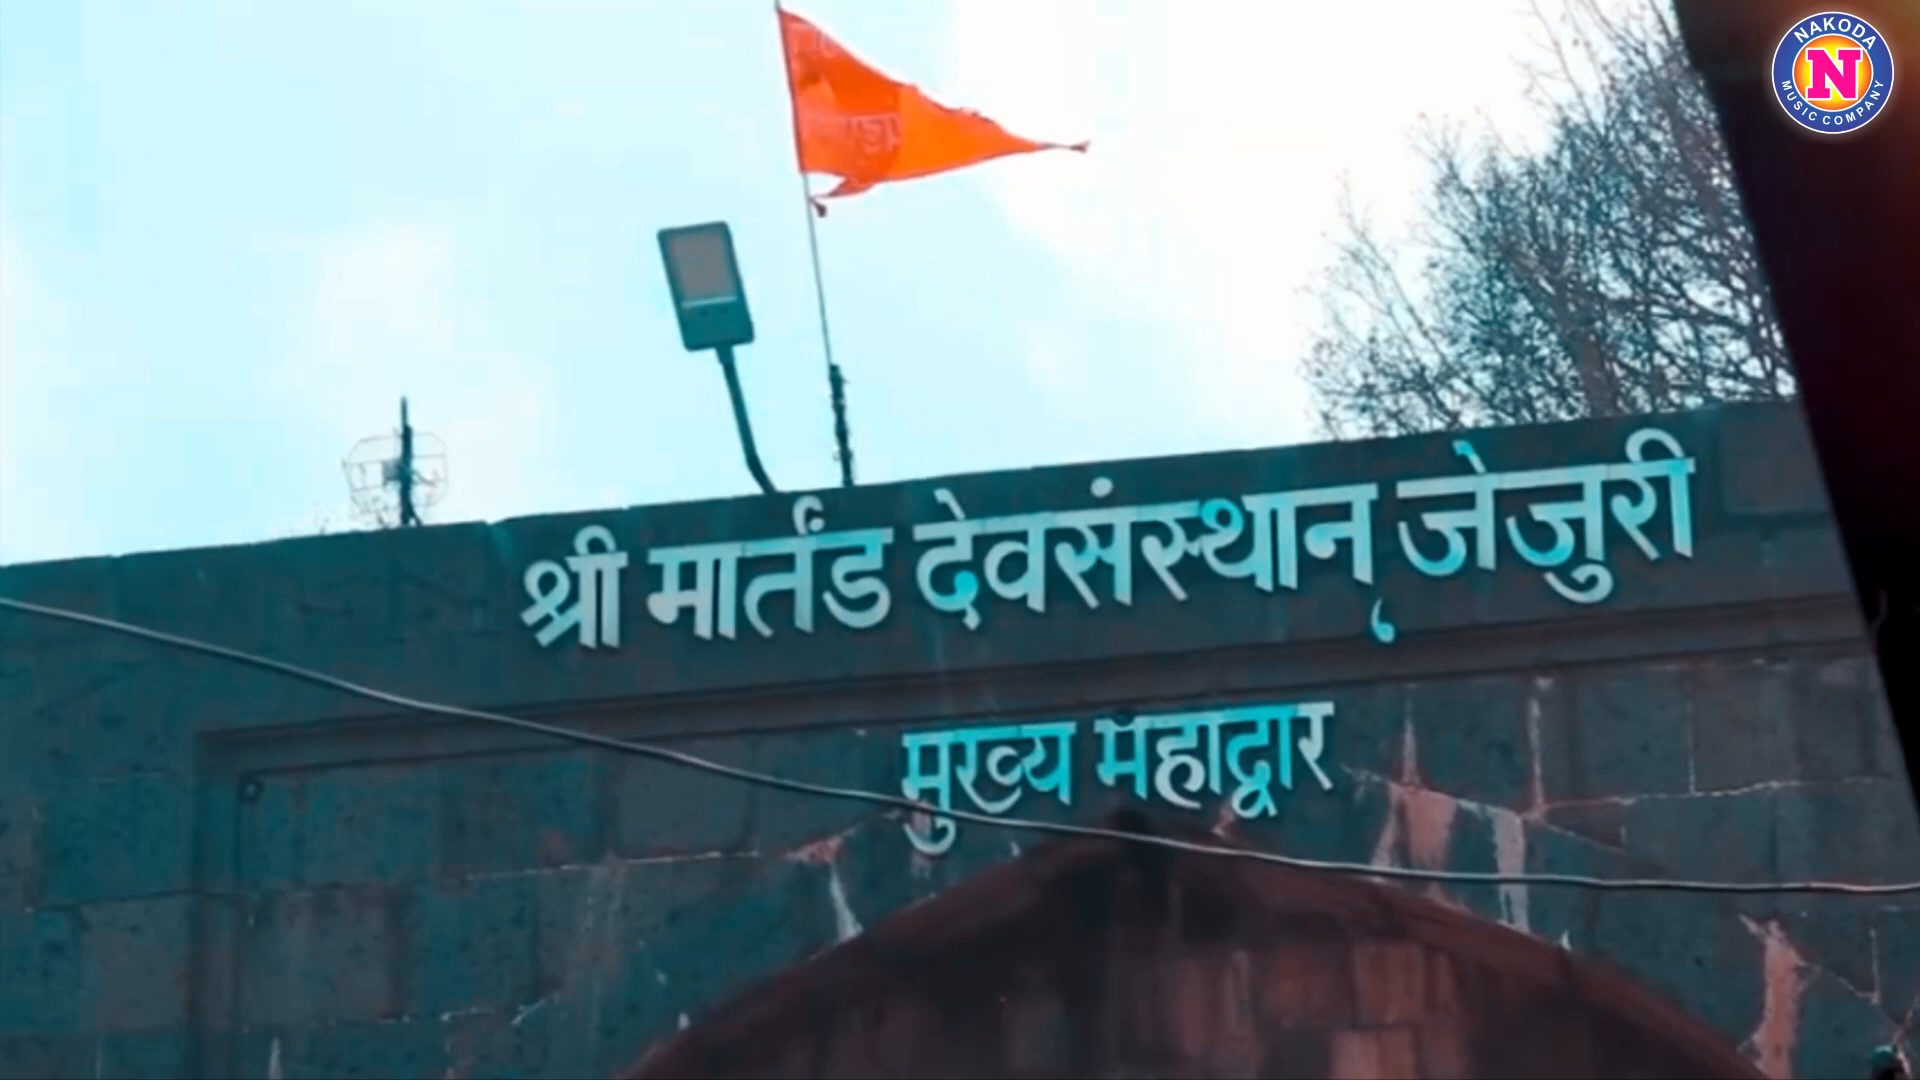 NAKODA
N
MUSIC COMPANY
श्री मार्तंड देवसंस्थान, जेजुरी
मुख्य महाद्वार